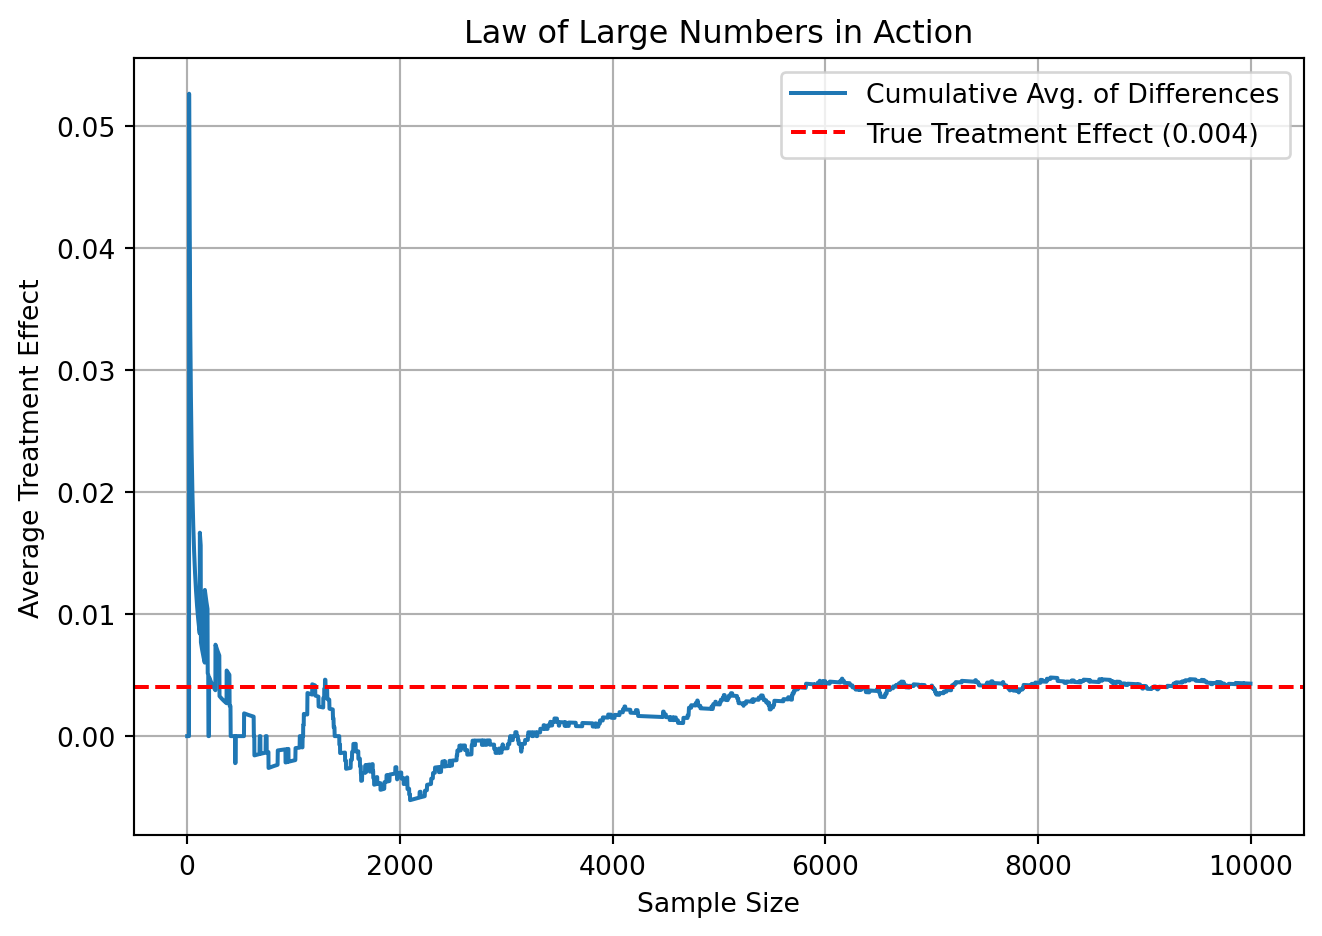 Law of Large Numbers in Action
Cumulative Avg. of Differences
True Treatment Effect (0.004)
Average Treatment Effect
0.05
0.04
0.03
0.02
0.01
0.00
0 2000 4000 6000 8000 10000
Sample Size